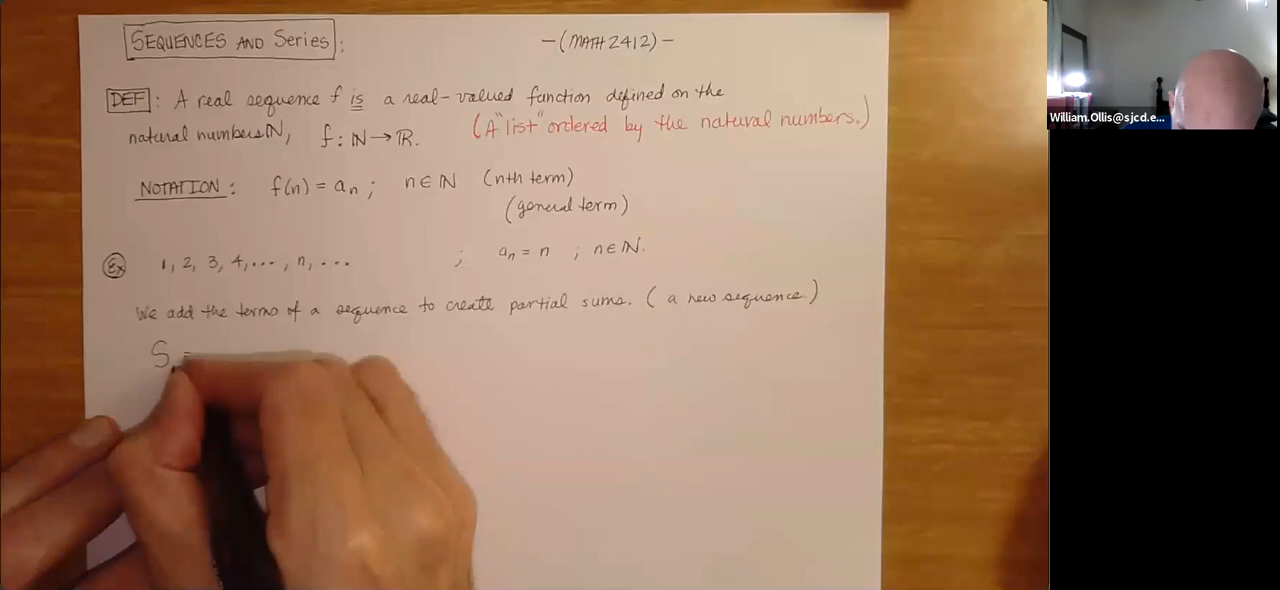 SEQUENCES AND Series :
-(MATH 2412)-
DEF : A real sequence f is a real-valued function defined on the
natural numbers ℕ, f : ℕ → ℝ. (A "list" ordered by the natural numbers.)
NOTATION : f(n) = aₙ ; n ∈ ℕ (nth term)
(general term)
Ex 1, 2, 3, 4, ··· , n, ··· ; aₙ = n ; n ∈ ℕ.
We add the terms of a sequence to create partial sums. ( a new sequence )
S =
William.Ollis@sjcd.e...